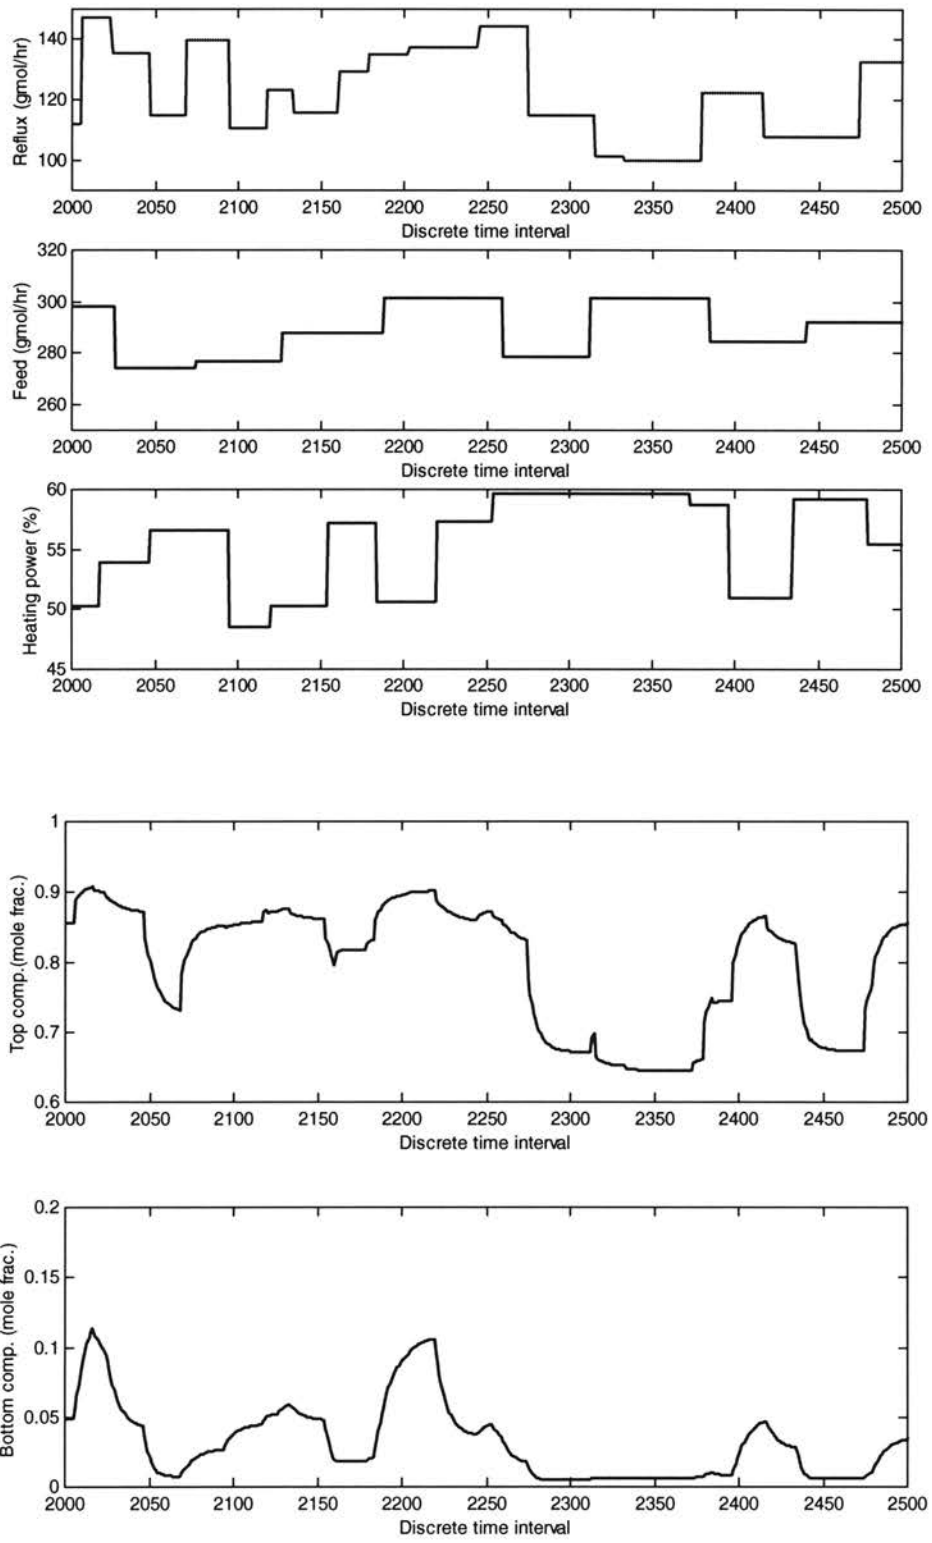 Reflux (gmol/hr)
140
120
100
2000 2050 2100 2150 2200 2250 2300 2350 2400 2450 2500
Discrete time interval
Feed (gmol/hr)
320
300
280
260
2000 2050 2100 2150 2200 2250 2300 2350 2400 2450 2500
Discrete time interval
Heating power (%)
60
55
50
45
2000 2050 2100 2150 2200 2250 2300 2350 2400 2450 2500
Discrete time interval
Top comp.(mole frac.)
1
0.9
0.8
0.7
0.6
2000 2050 2100 2150 2200 2250 2300 2350 2400 2450 2500
Discrete time interval
Bottom comp. (mole frac.)
0.2
0.15
0.1
0.05
0
2000 2050 2100 2150 2200 2250 2300 2350 2400 2450 2500
Discrete time interval